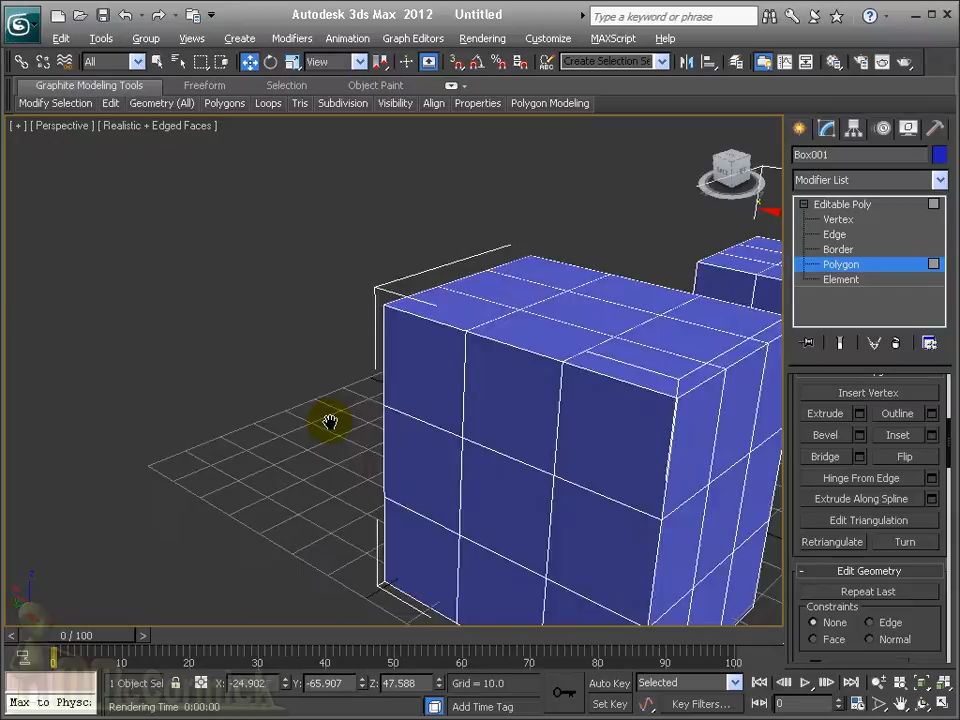 Autodesk 3ds Max 2012 Untitled
Type a keyword or phrase
Edit Tools Group Views Create Modifiers Animation Graph Editors Rendering Customize MAXScript Help
All View Create Selection Se
Graphite Modeling Tools Freeform Selection Object Paint
Modify Selection Edit Geometry (All) Polygons Loops Tris Subdivision Visibility Align Properties Polygon Modeling
[ + ] [ Perspective ] [ Realistic + Edged Faces ]
Box001
Modifier List
Editable Poly
Vertex
Edge
Border
Polygon
Element
Insert Vertex
Extrude Outline
Bevel Inset
Bridge Flip
Hinge From Edge
Extrude Along Spline
Edit Triangulation
Retriangulate Turn
- Edit Geometry
Repeat Last
Constraints
None Edge
Face Normal
< 0 / 100 >
0 10 20 30 40 50 60 70 80 90 100
1 Object Sel X: -24.902 Y: -65.907 Z: 47.588 Grid = 10.0 Auto Key Selected
Max to Physc: Rendering Time 0:00:00 Add Time Tag Set Key Key Filters... 0